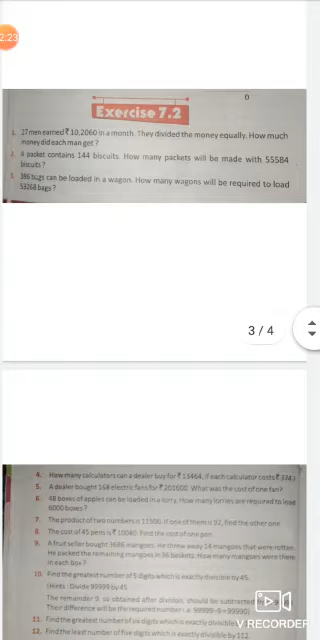 2:23
0
Exercise 7.2
1. 27 men earned ₹ 10,2060 in a month. They divided the money equally. How much
money did each man get ?
2. A packet contains 144 biscuits. How many packets will be made with 55584
biscuits ?
3. 386 bags can be loaded in a wagon. How many wagons will be required to load
53268 bags ?
3 / 4
4. How many calculators can a dealer buy for ₹ 15464, if each calculator costs ₹
5. A dealer bought 168 electric fans for ₹ 201600. What was the cost of one fan?
6. 48 boxes of apples can be loaded in a lorry. How many lorries are required to load
6000 boxes ?
7. The product of two numbers is 11500. If one of them is 92, find the other one
8. The cost of 45 pens is ₹ 10080. Find the cost of one pen.
9. A fruit seller bought 3686 mangoes. He threw away 14 mangoes that were rotten.
He packed the remaining mangoes in 36 baskets. How many mangoes were there
in each box ?
10. Find the greatest number of 5 digits which is exactly divisible by 45.
(Hints : Divide 99999 by 45
The remainder 9, so obtained after division, should be subtracted
Their difference will be the required number i.e. 99999-9=99990)
11. Find the greatest number of six digits which is exactly divisible
12. Find the least number of five digits which is exactly divisible by 112.
V RECORDER